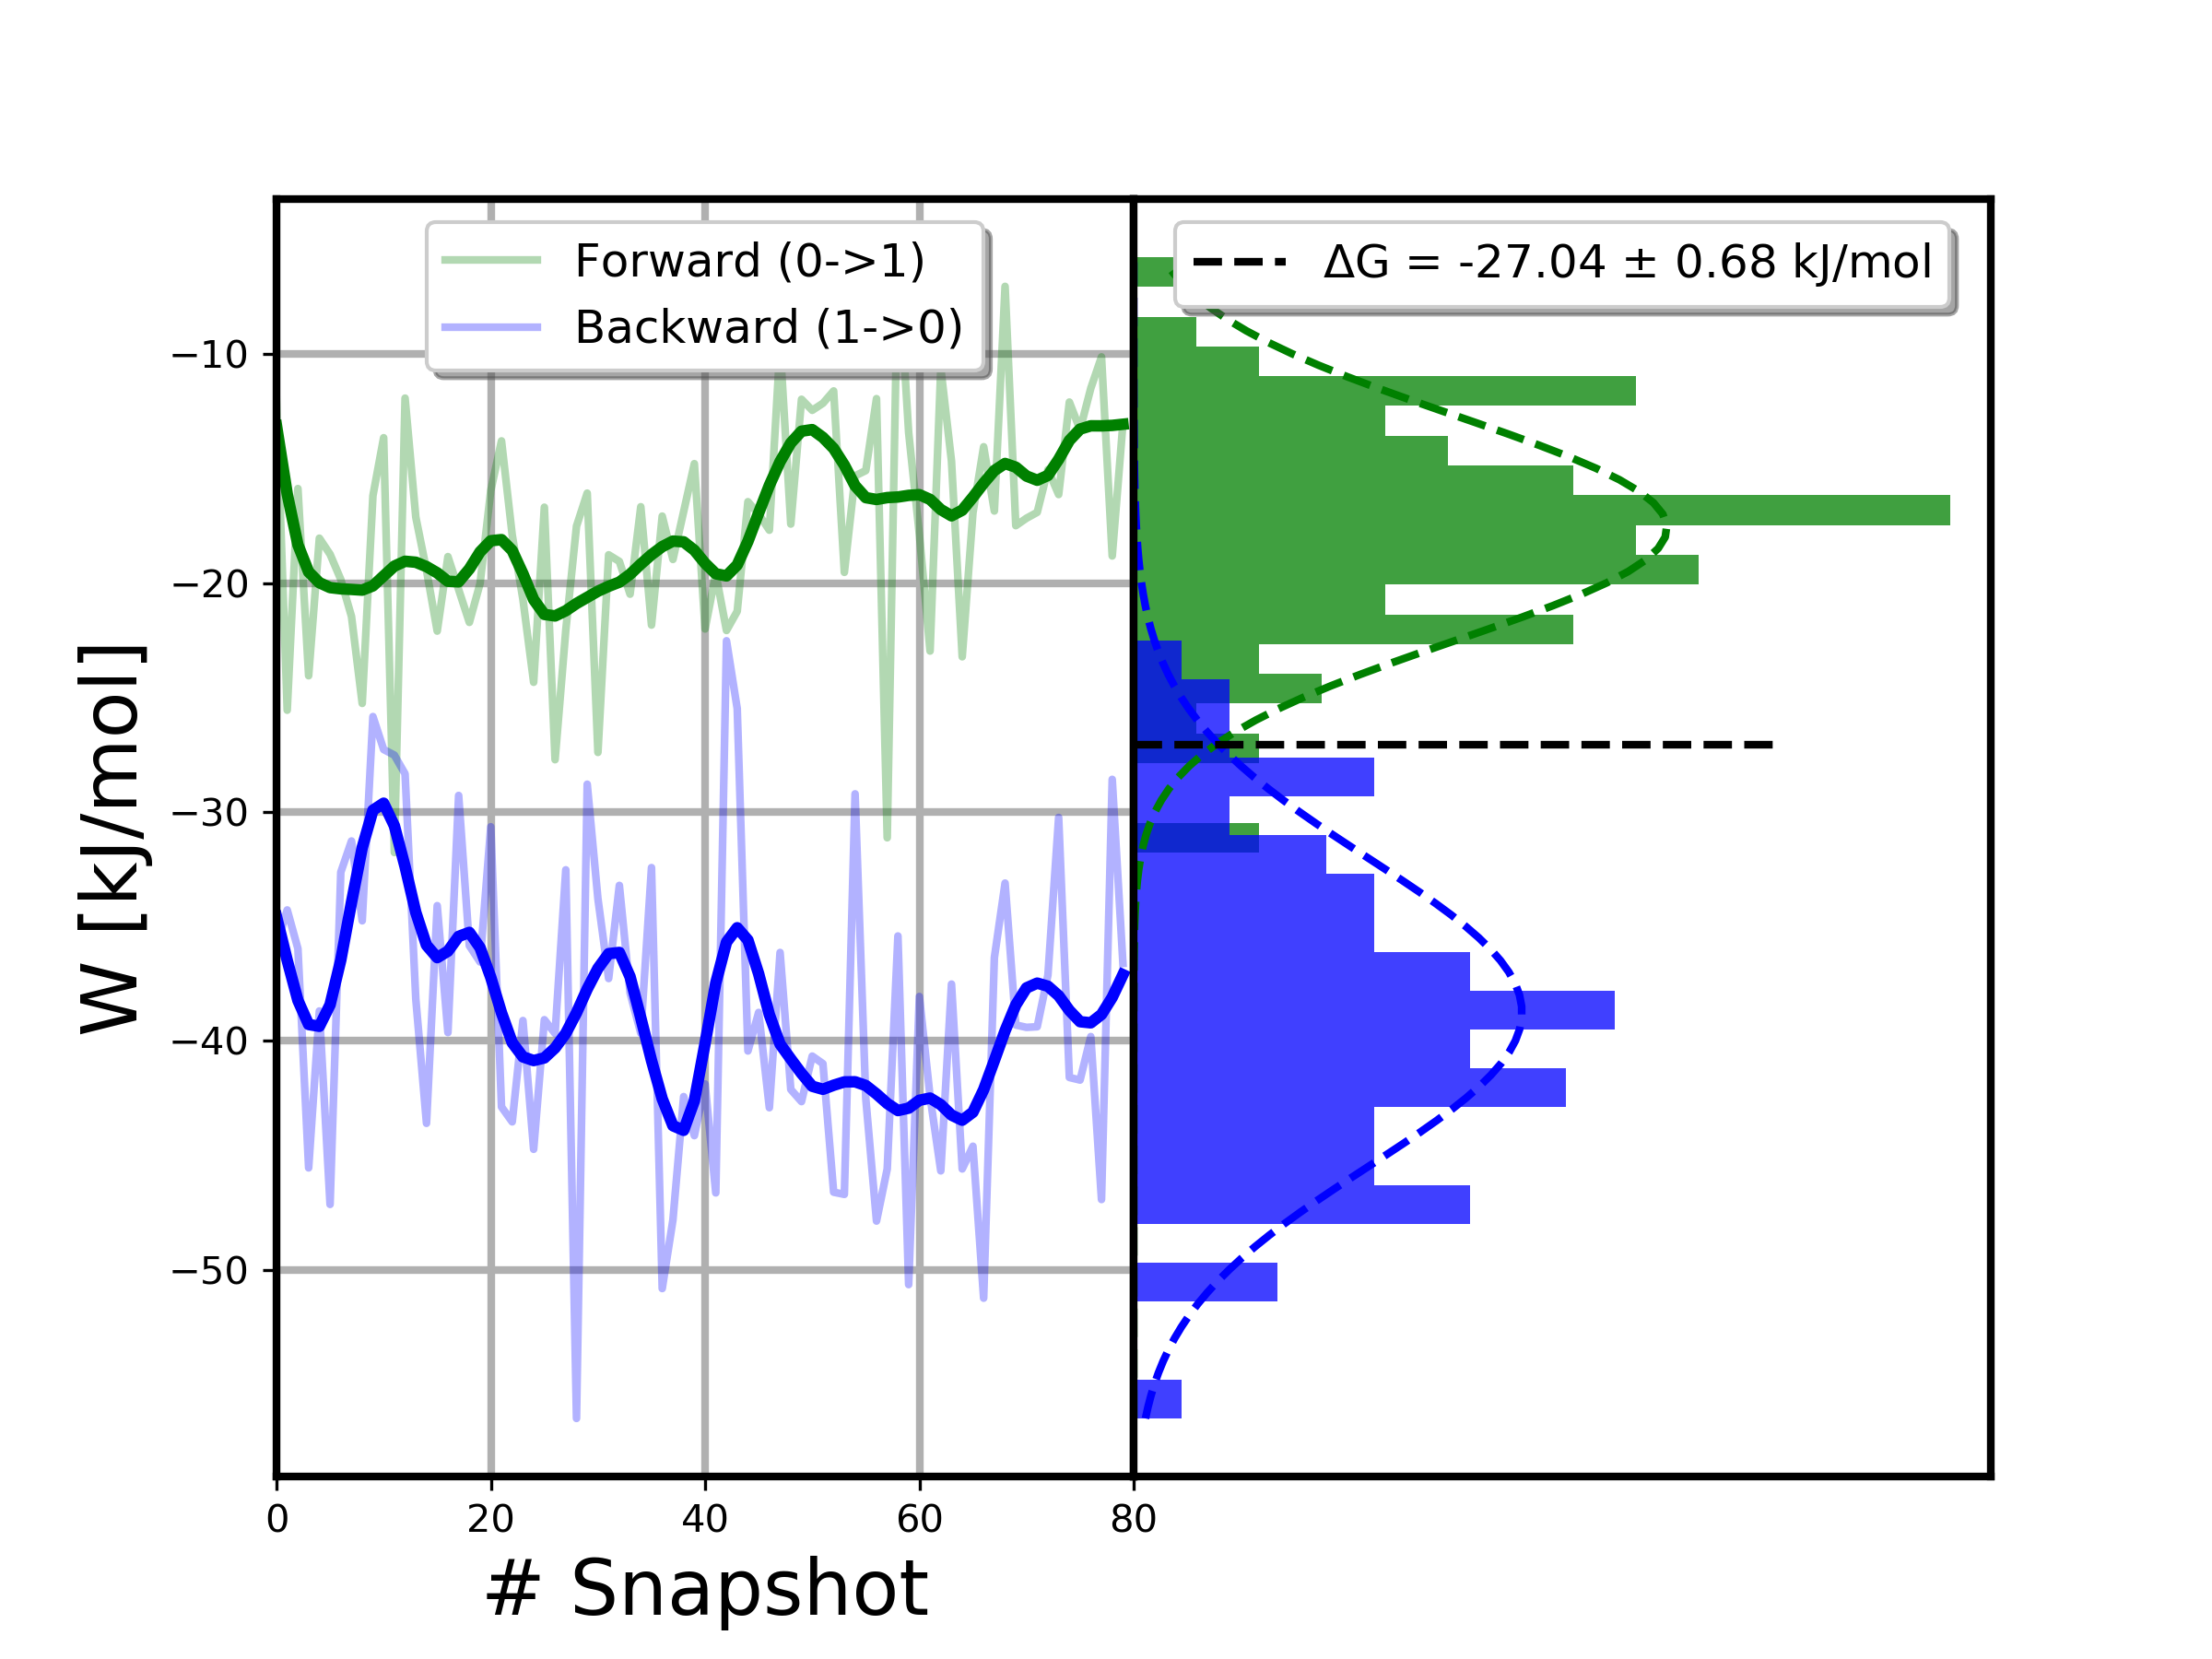 Forward (0->1)
Backward (1->0)
ΔG = -27.04 ± 0.68 kJ/mol
W [kJ/mol]
−10
−20
−30
−40
−50
0 20 40 60 80
# Snapshot